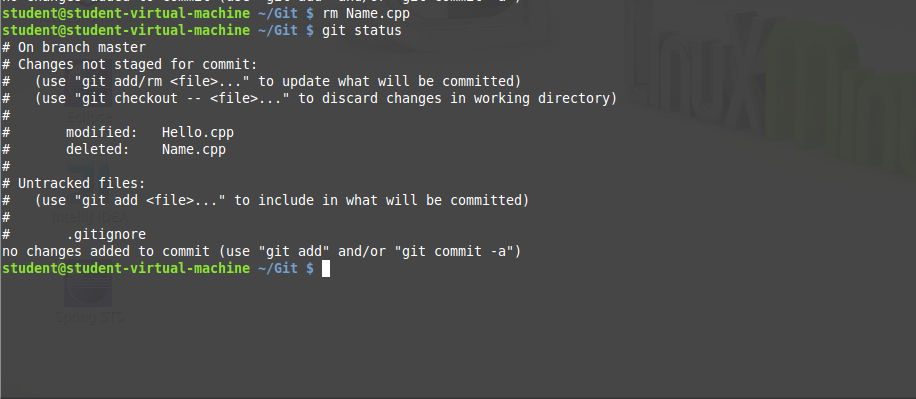 student@student-virtual-machine ~/Git $ rm Name.cpp
student@student-virtual-machine ~/Git $ git status
# On branch master
# Changes not staged for commit:
#   (use "git add/rm <file>..." to update what will be committed)
#   (use "git checkout -- <file>..." to discard changes in working directory)
#
#       modified:   Hello.cpp
#       deleted:    Name.cpp
#
# Untracked files:
#   (use "git add <file>..." to include in what will be committed)
#
#       .gitignore
no changes added to commit (use "git add" and/or "git commit -a")
student@student-virtual-machine ~/Git $